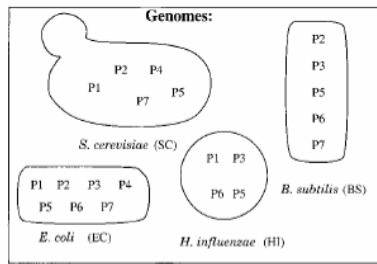 Genomes:
P2 P4
P1
P5
P7
S. cerevisiae (SC)
P2
P3
P5
P6
P7
B. subtilis (BS)
P1 P2 P3 P4
P5 P6 P7
E. coli (EC)
P1 P3
P6 P5
H. influenzae (HI)